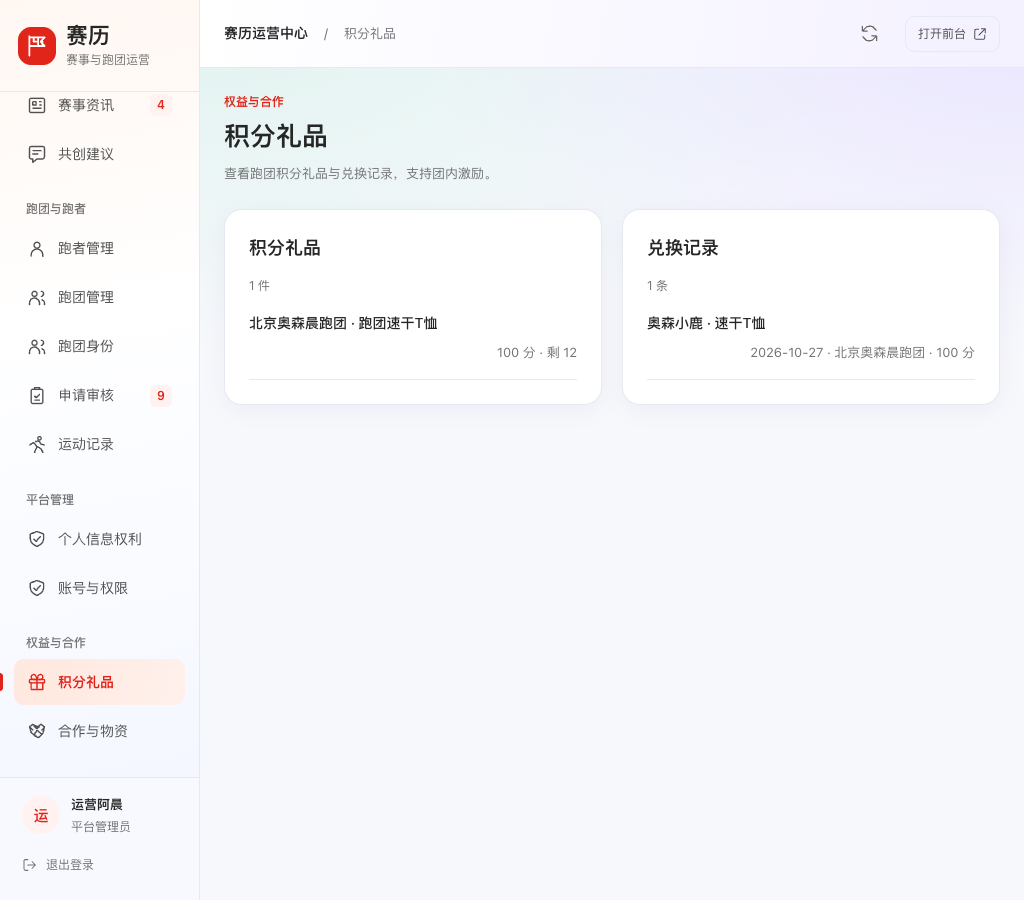 赛历
赛事与跑团运营
赛事资讯 4
共创建议
跑团与跑者
跑者管理
跑团管理
跑团身份
申请审核 9
运动记录
平台管理
个人信息权利
账号与权限
权益与合作
积分礼品
合作与物资
运
运营阿晨
平台管理员
退出登录
赛历运营中心 / 积分礼品
打开前台
权益与合作
积分礼品
查看跑团积分礼品与兑换记录，支持团内激励。
积分礼品
1 件
北京奥森晨跑团 · 跑团速干T恤
100 分 · 剩 12
兑换记录
1 条
奥森小鹿 · 速干T恤
2026-10-27 · 北京奥森晨跑团 · 100 分